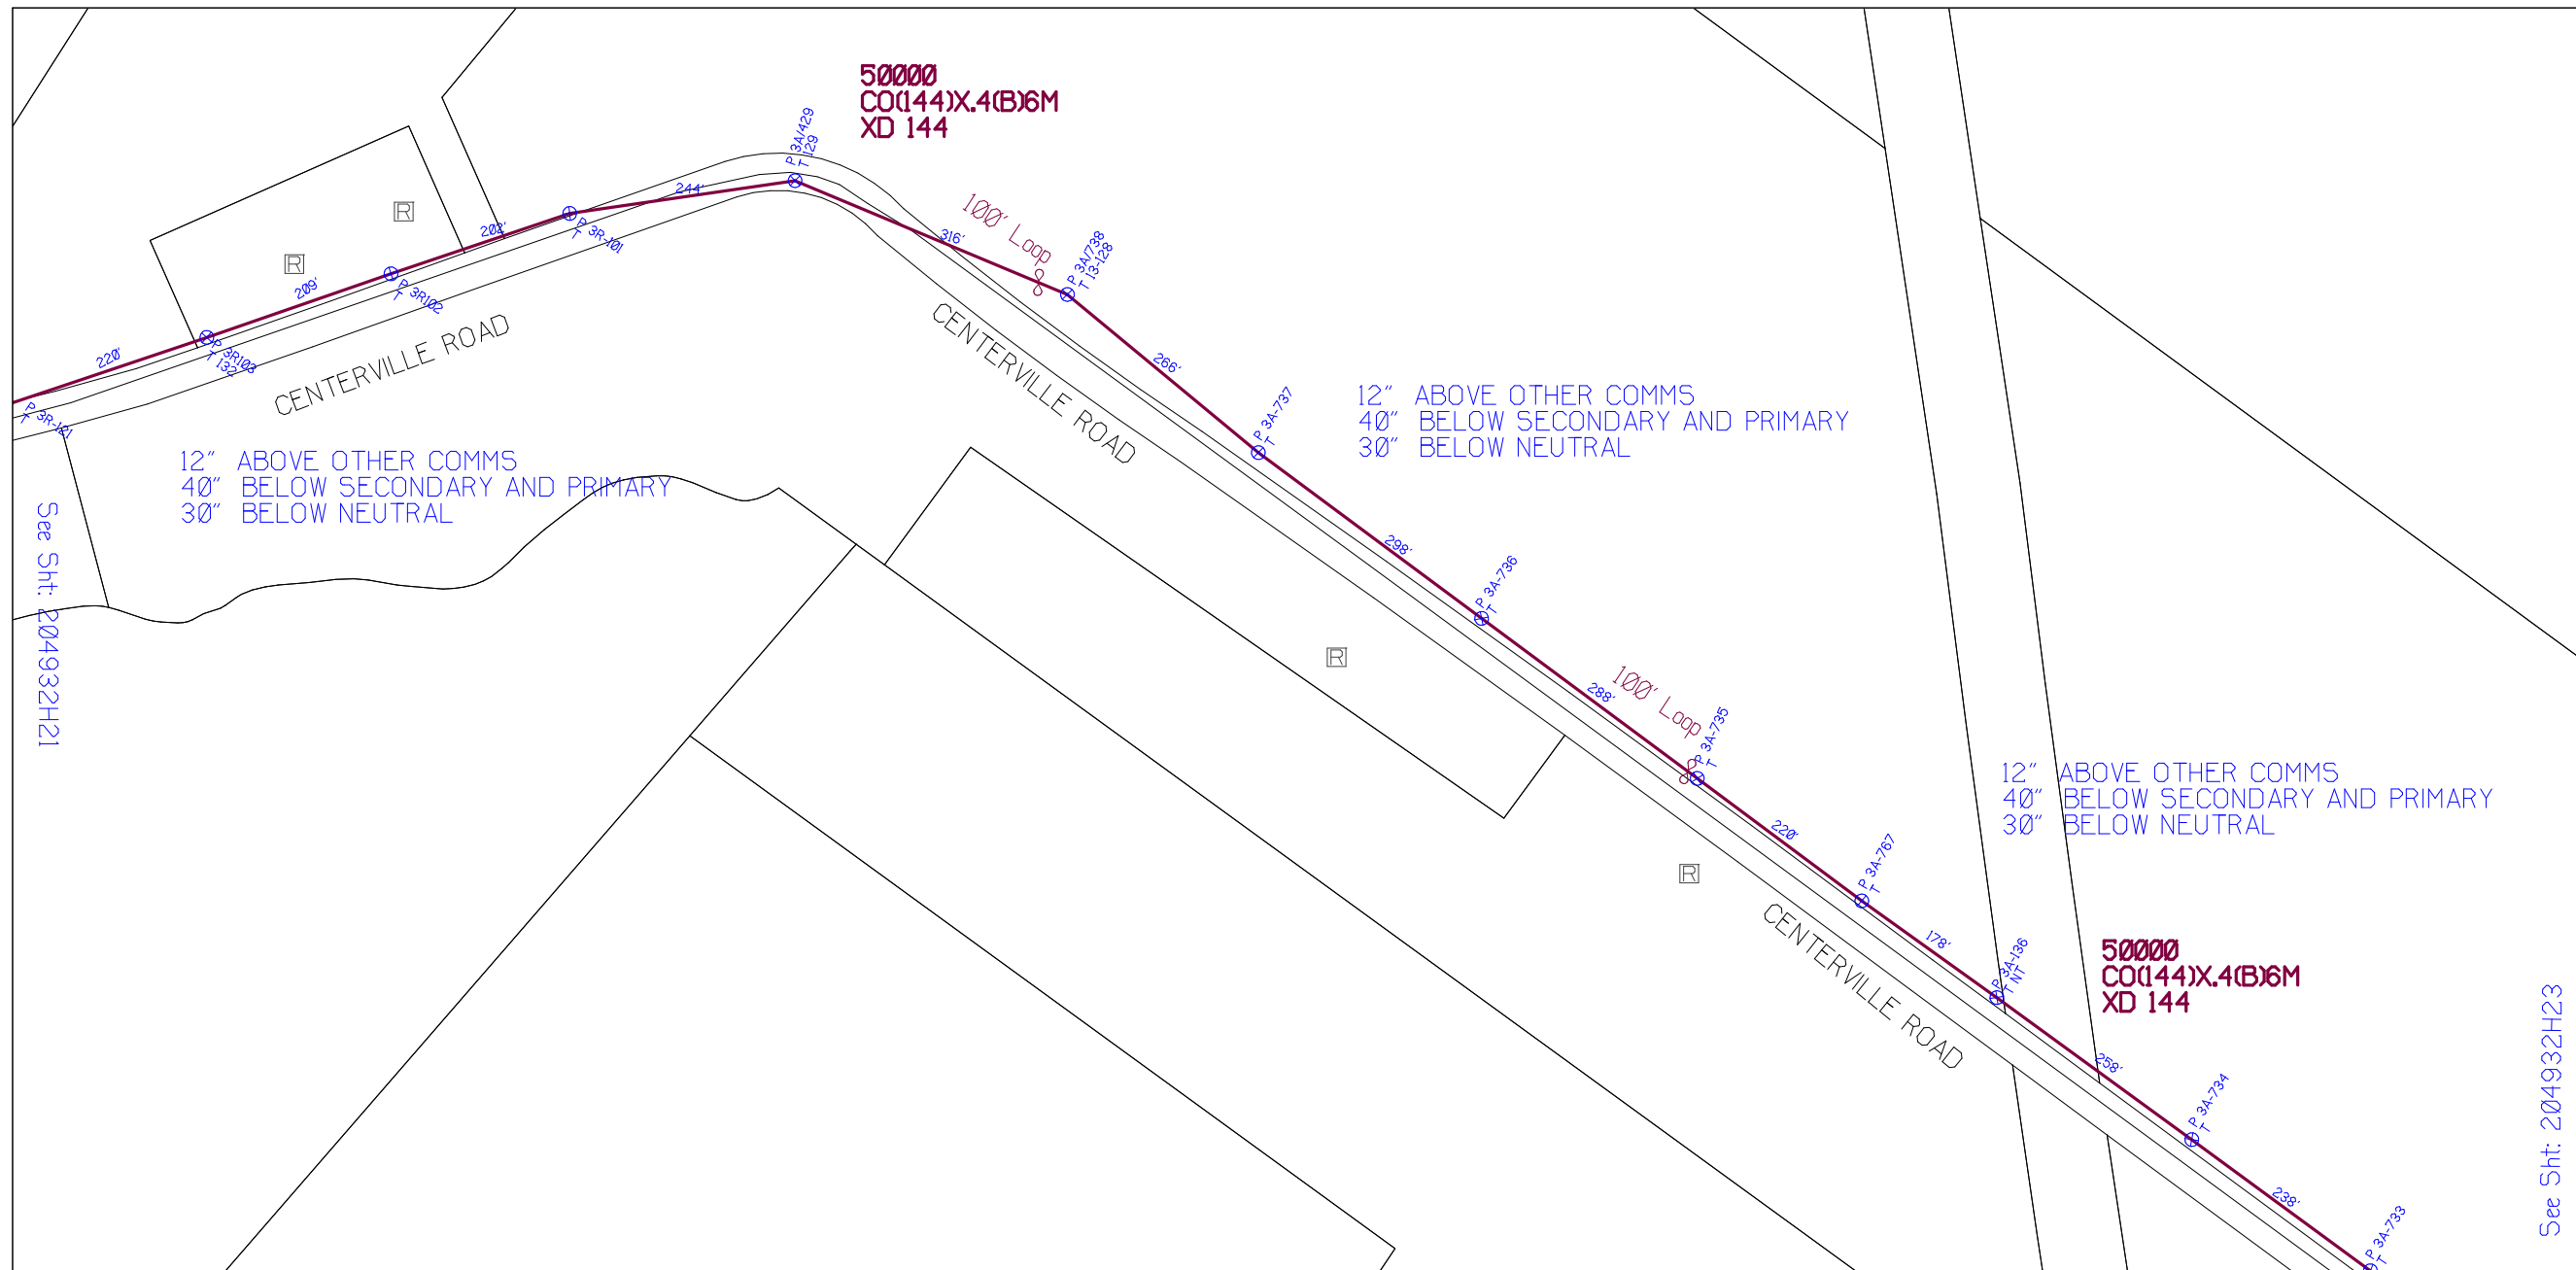 50000
CO(144)X.4(B)6M
XD 144
P 3A/429
T 129
244'
202'
P 3R-101
T
R
R
209'
P 3R102
T
220'
P 3R103
T 132
P 3R-121
T
CENTERVILLE ROAD
12" ABOVE OTHER COMMS
40" BELOW SECONDARY AND PRIMARY
30" BELOW NEUTRAL
See Sht: 204932H21
316'
100' Loop
P 3A/738
T 13-128
CENTERVILLE ROAD
266'
P 3A-737
T
12" ABOVE OTHER COMMS
40" BELOW SECONDARY AND PRIMARY
30" BELOW NEUTRAL
298'
P 3A-736
T
R
288'
100' Loop
P 3A-735
T
R
220'
P 3A-767
T
12" ABOVE OTHER COMMS
40" BELOW SECONDARY AND PRIMARY
30" BELOW NEUTRAL
CENTERVILLE ROAD
178'
P 3A-136
T NT
50000
CO(144)X.4(B)6M
XD 144
258'
P 3A-734
T
238'
P 3A-733
T
See Sht: 204932H23